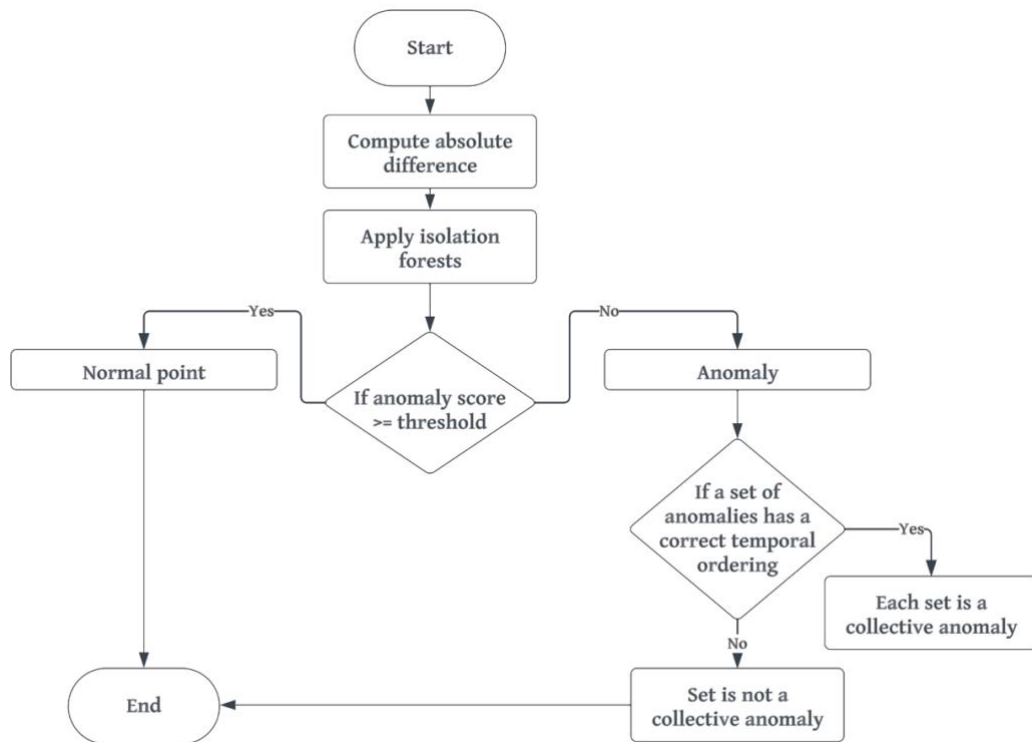 Start
Compute absolute
difference
Apply isolation
forests
Yes
No
Normal point
If anomaly score
>= threshold
Anomaly
If a set of
anomalies has a
correct temporal
ordering
Yes
Each set is a
collective anomaly
No
Set is not a
collective anomaly
End